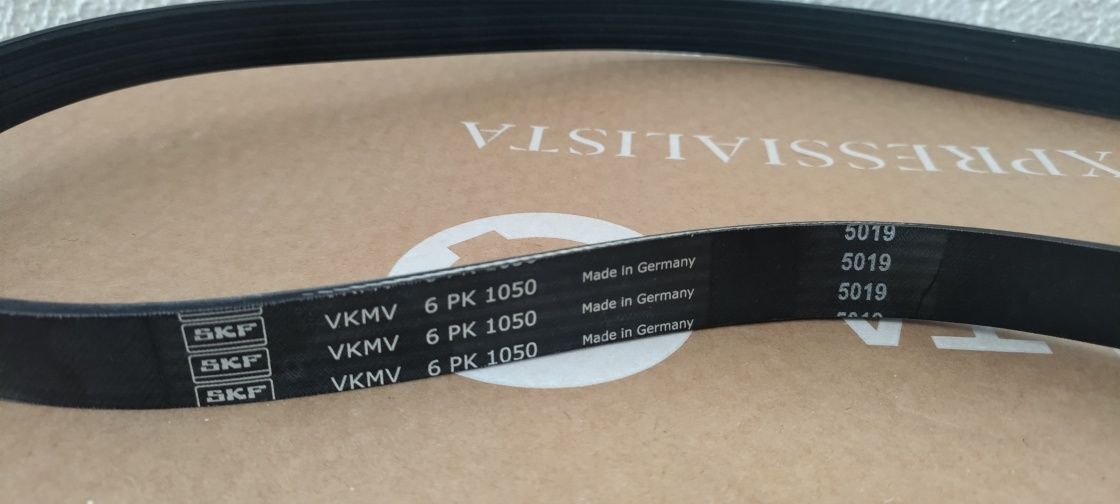 XPRESSIALISTA
5019
SKF VKMV 6 PK 1050 Made in Germany 5019
SKF VKMV 6 PK 1050 Made in Germany 5019
SKF VKMV 6 PK 1050 Made in Germany